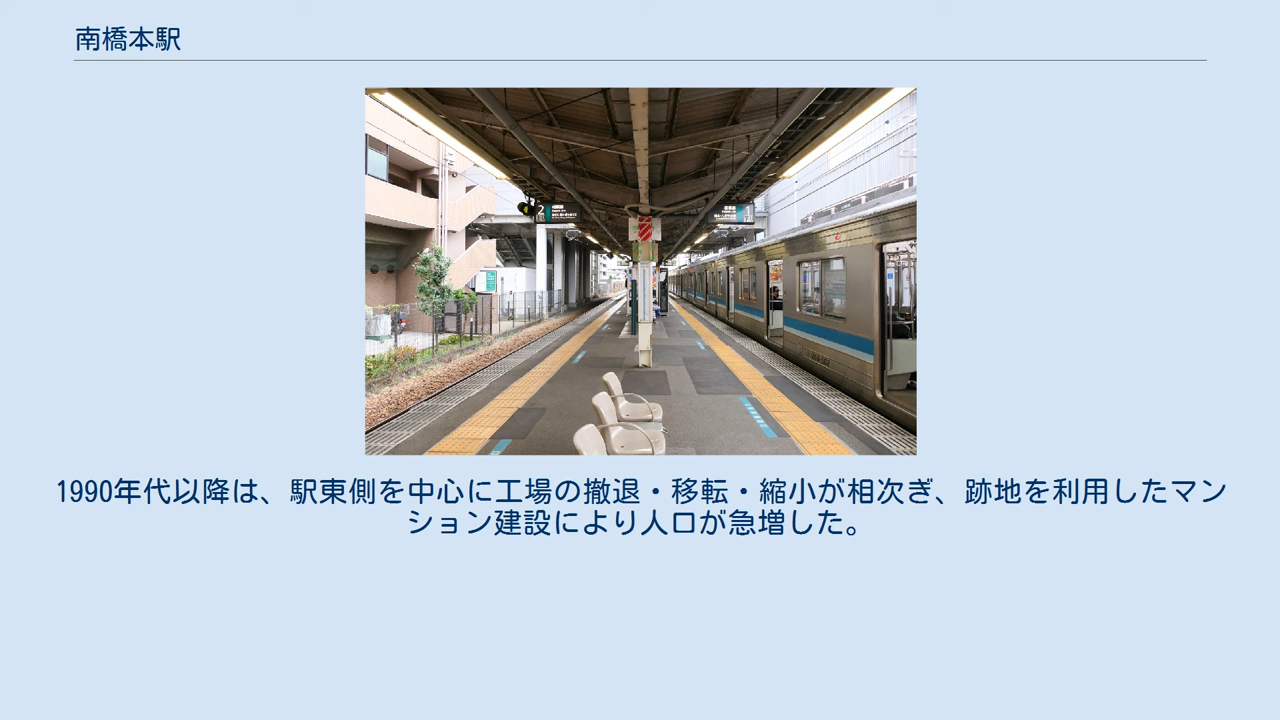 南橋本駅
2
1990年代以降は、駅東側を中心に工場の撤退・移転・縮小が相次ぎ、跡地を利用したマン
ション建設により人口が急増した。